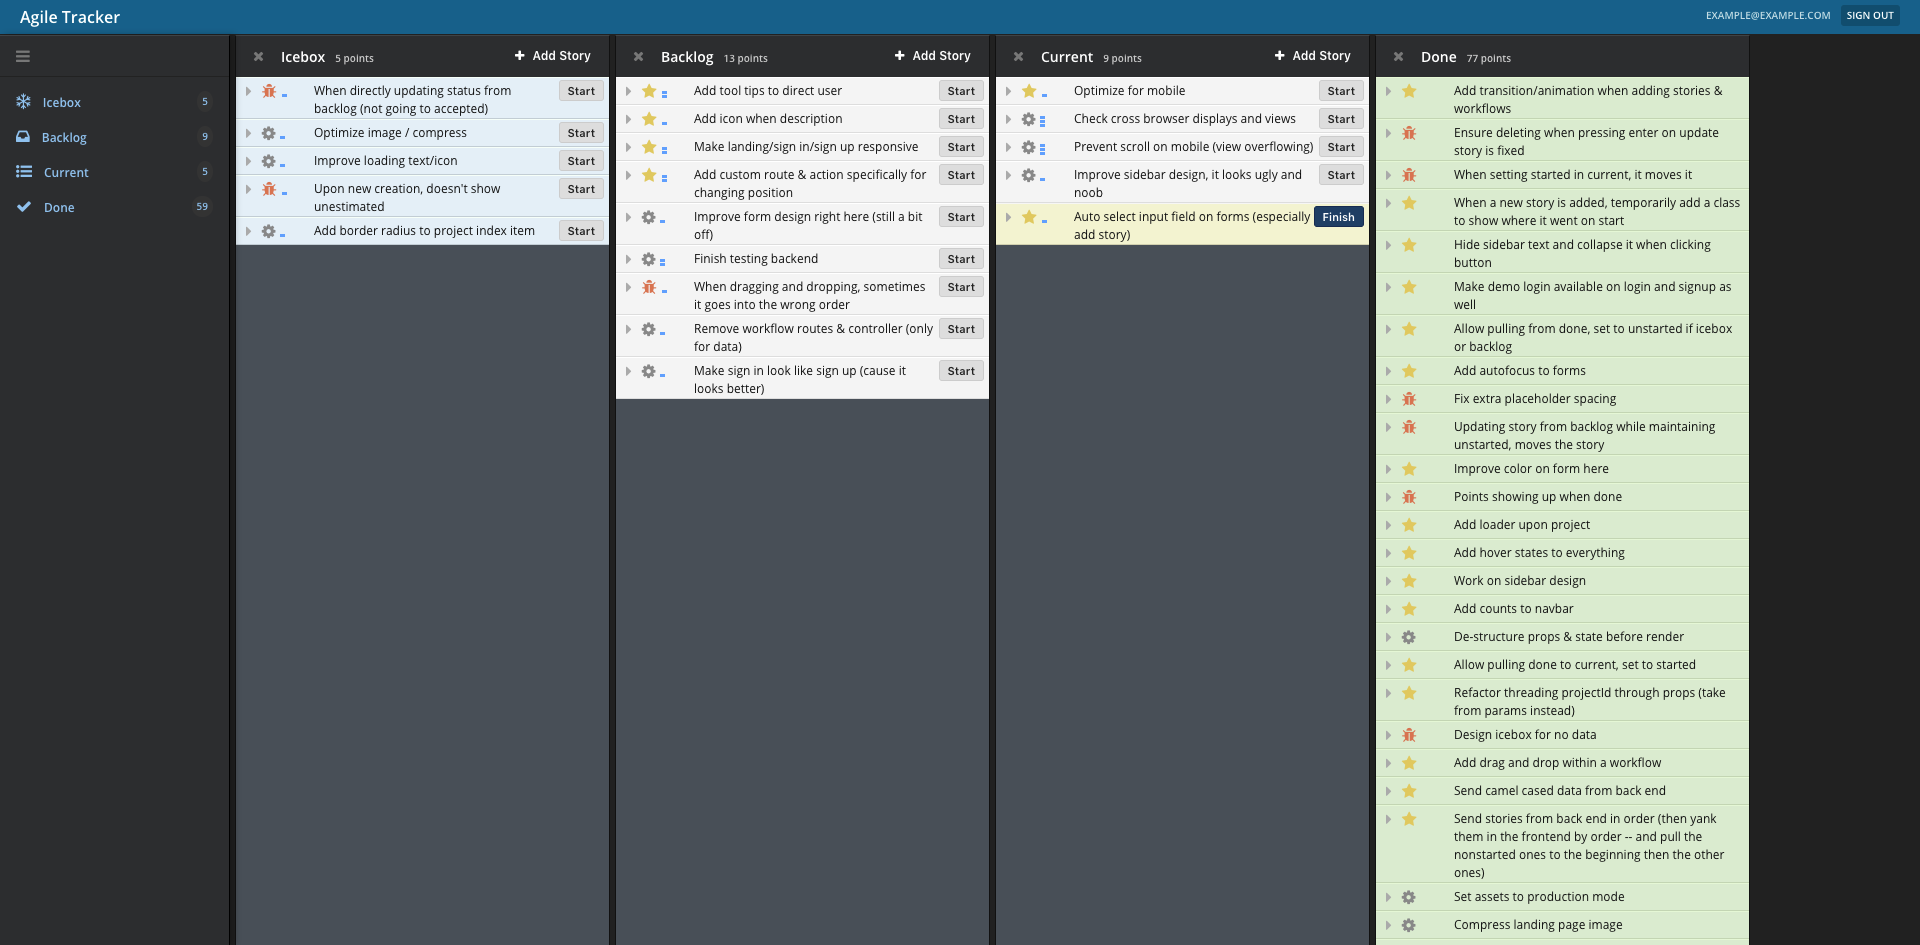 Agile Tracker
EXAMPLE@EXAMPLE.COM
SIGN OUT
Icebox 5
Backlog 9
Current 5
Done 59
Icebox 5 points
Add Story
When directly updating status from
backlog (not going to accepted)
Start
Optimize image / compress
Start
Improve loading text/icon
Start
Upon new creation, doesn't show
unestimated
Start
Add border radius to project index item
Start
Backlog 13 points
Add Story
Add tool tips to direct user
Start
Add icon when description
Start
Make landing/sign in/sign up responsive
Start
Add custom route & action specifically for
changing position
Start
Improve form design right here (still a bit
off)
Start
Finish testing backend
Start
When dragging and dropping, sometimes
it goes into the wrong order
Start
Remove workflow routes & controller (only
for data)
Start
Make sign in look like sign up (cause it
looks better)
Start
Current 9 points
Add Story
Optimize for mobile
Start
Check cross browser displays and views
Start
Prevent scroll on mobile (view overflowing)
Start
Improve sidebar design, it looks ugly and
noob
Start
Auto select input field on forms (especially
add story)
Finish
Done 77 points
Add transition/animation when adding stories &
workflows
Ensure deleting when pressing enter on update
story is fixed
When setting started in current, it moves it
When a new story is added, temporarily add a class
to show where it went on start
Hide sidebar text and collapse it when clicking
button
Make demo login available on login and signup as
well
Allow pulling from done, set to unstarted if icebox
or backlog
Add autofocus to forms
Fix extra placeholder spacing
Updating story from backlog while maintaining
unstarted, moves the story
Improve color on form here
Points showing up when done
Add loader upon project
Add hover states to everything
Work on sidebar design
Add counts to navbar
De-structure props & state before render
Allow pulling done to current, set to started
Refactor threading projectId through props (take
from params instead)
Design icebox for no data
Add drag and drop within a workflow
Send camel cased data from back end
Send stories from back end in order (then yank
them in the frontend by order -- and pull the
nonstarted ones to the beginning then the other
ones)
Set assets to production mode
Compress landing page image